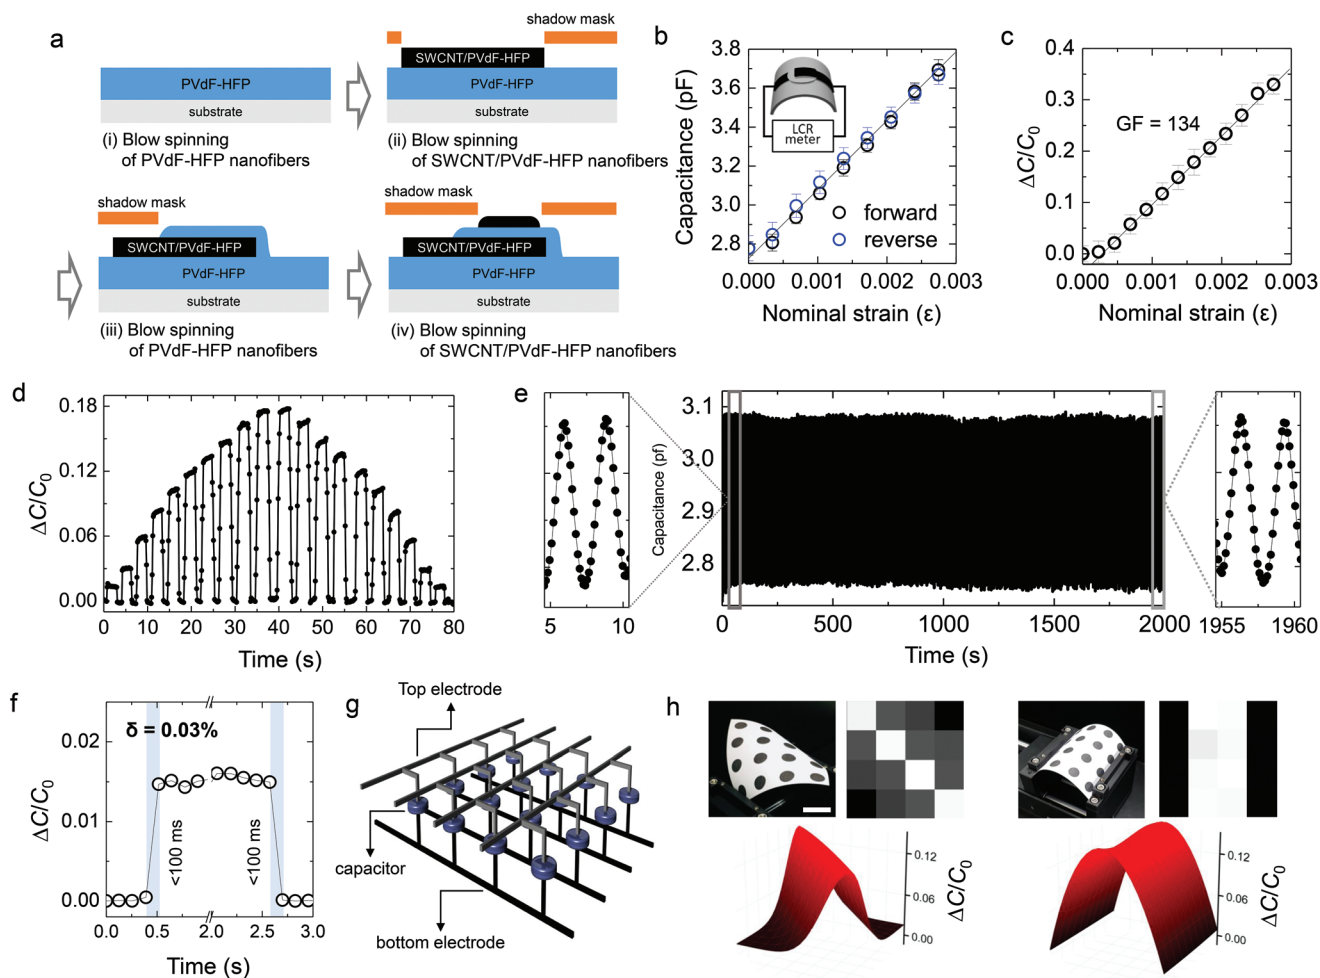 a
PVdF-HFP
substrate
(i) Blow spinning
of PVdF-HFP nanofibers
shadow mask
SWCNT/PVdF-HFP
PVdF-HFP
substrate
(ii) Blow spinning
of SWCNT/PVdF-HFP nanofibers
shadow mask
SWCNT/PVdF-HFP
PVdF-HFP
substrate
(iii) Blow spinning
of PVdF-HFP nanofibers
shadow mask
SWCNT/PVdF-HFP
PVdF-HFP
substrate
(iv) Blow spinning
of SWCNT/PVdF-HFP nanofibers
b
Capacitance (pF)
3.8
3.6
3.4
3.2
3.0
2.8
LCR
meter
forward
reverse
0.000 0.001 0.002 0.003
Nominal strain (ε)
c
ΔC/C0
0.4
0.3
0.2
0.1
0.0
GF = 134
0.000 0.001 0.002 0.003
Nominal strain (ε)
d
ΔC/C0
0.18
0.12
0.06
0.00
0 10 20 30 40 50 60 70 80
Time (s)
e
5 10
Capacitance (pf)
3.1
3.0
2.9
2.8
0 500 1000 1500 2000
Time (s)
1955 1960
f
ΔC/C0
0.02
0.01
0.00
δ = 0.03%
<100 ms
<100 ms
0.0 0.5 2.0 2.5 3.0
Time (s)
g
Top electrode
capacitor
bottom electrode
h
0.12
0.06
0.00
ΔC/C0
0.12
0.06
0.00
ΔC/C0